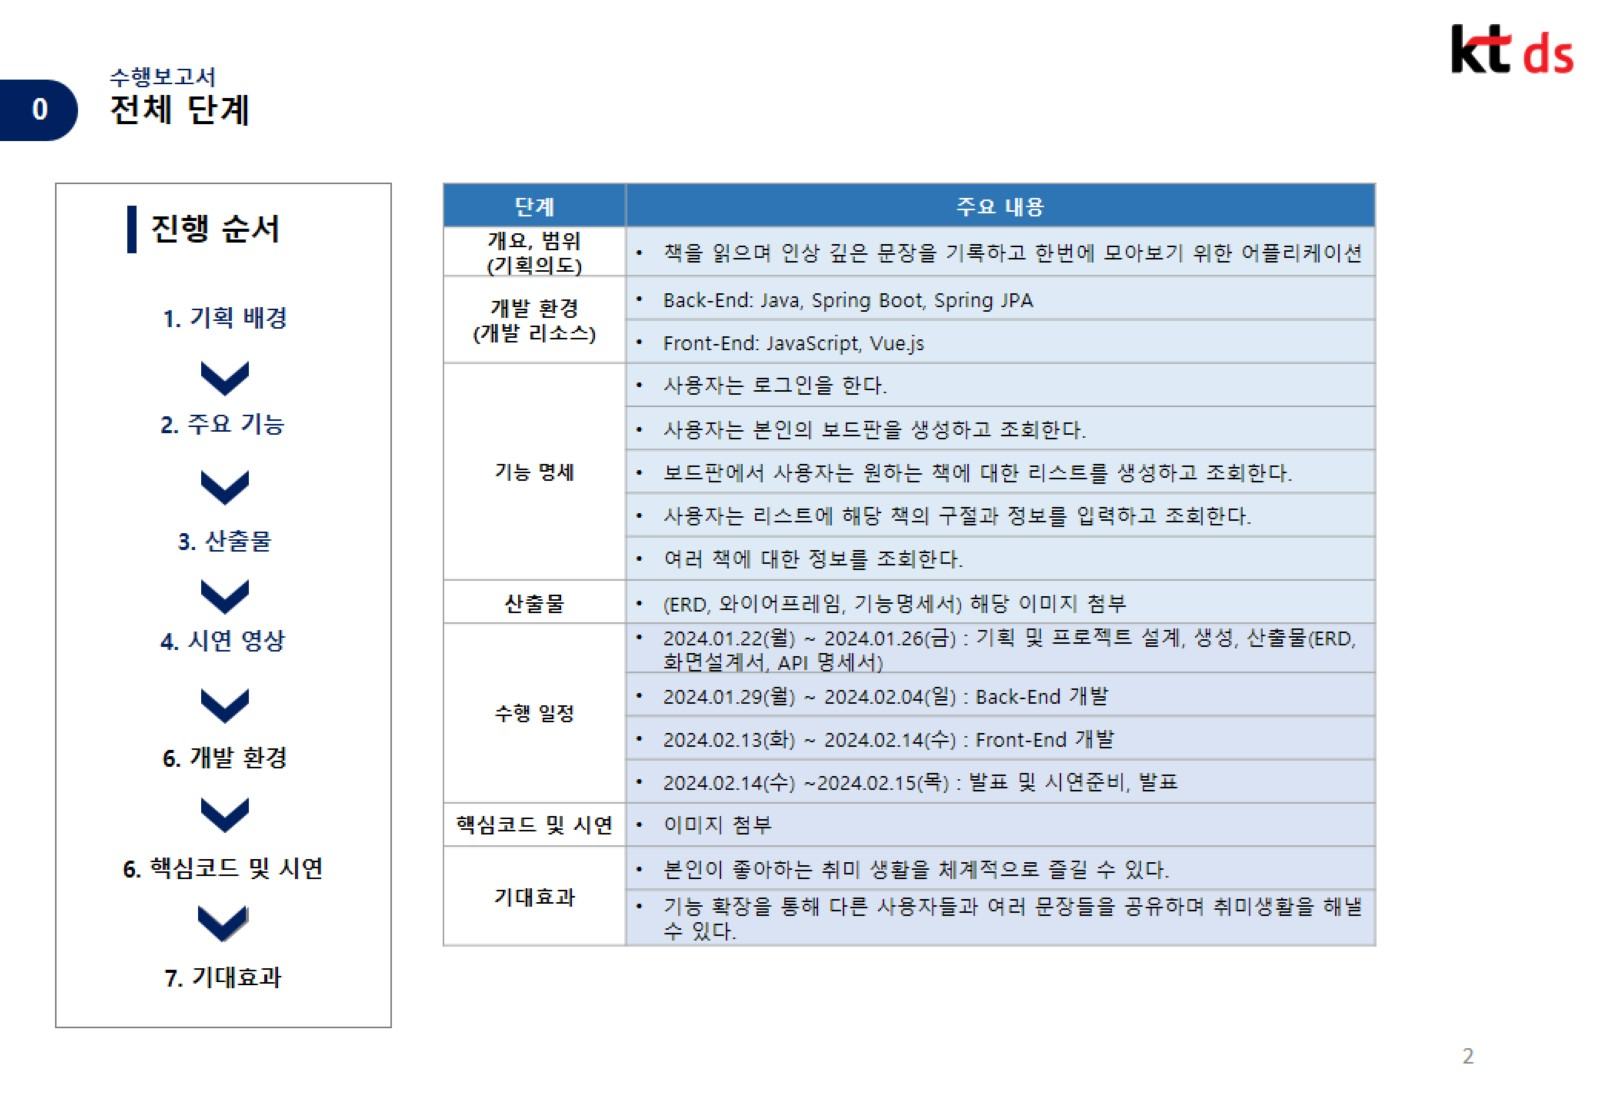 kt ds
0
수행보고서
전체 단계
진행 순서
1. 기획 배경
2. 주요 기능
3. 산출물
4. 시연 영상
6. 개발 환경
6. 핵심코드 및 시연
7. 기대효과
단계
주요 내용
개요, 범위
(기획의도)
• 책을 읽으며 인상 깊은 문장을 기록하고 한번에 모아보기 위한 어플리케이션
개발 환경
(개발 리소스)
• Back-End: Java, Spring Boot, Spring JPA
• Front-End: JavaScript, Vue.js
기능 명세
• 사용자는 로그인을 한다.
• 사용자는 본인의 보드판을 생성하고 조회한다.
• 보드판에서 사용자는 원하는 책에 대한 리스트를 생성하고 조회한다.
• 사용자는 리스트에 해당 책의 구절과 정보를 입력하고 조회한다.
• 여러 책에 대한 정보를 조회한다.
산출물
• (ERD, 와이어프레임, 기능명세서) 해당 이미지 첨부
수행 일정
• 2024.01.22(월) ~ 2024.01.26(금) : 기획 및 프로젝트 설계, 생성, 산출물(ERD,
화면설계서, API 명세서)
• 2024.01.29(월) ~ 2024.02.04(일) : Back-End 개발
• 2024.02.13(화) ~ 2024.02.14(수) : Front-End 개발
• 2024.02.14(수) ~2024.02.15(목) : 발표 및 시연준비, 발표
핵심코드 및 시연
• 이미지 첨부
기대효과
• 본인이 좋아하는 취미 생활을 체계적으로 즐길 수 있다.
• 기능 확장을 통해 다른 사용자들과 여러 문장들을 공유하며 취미생활을 해낼
수 있다.
2